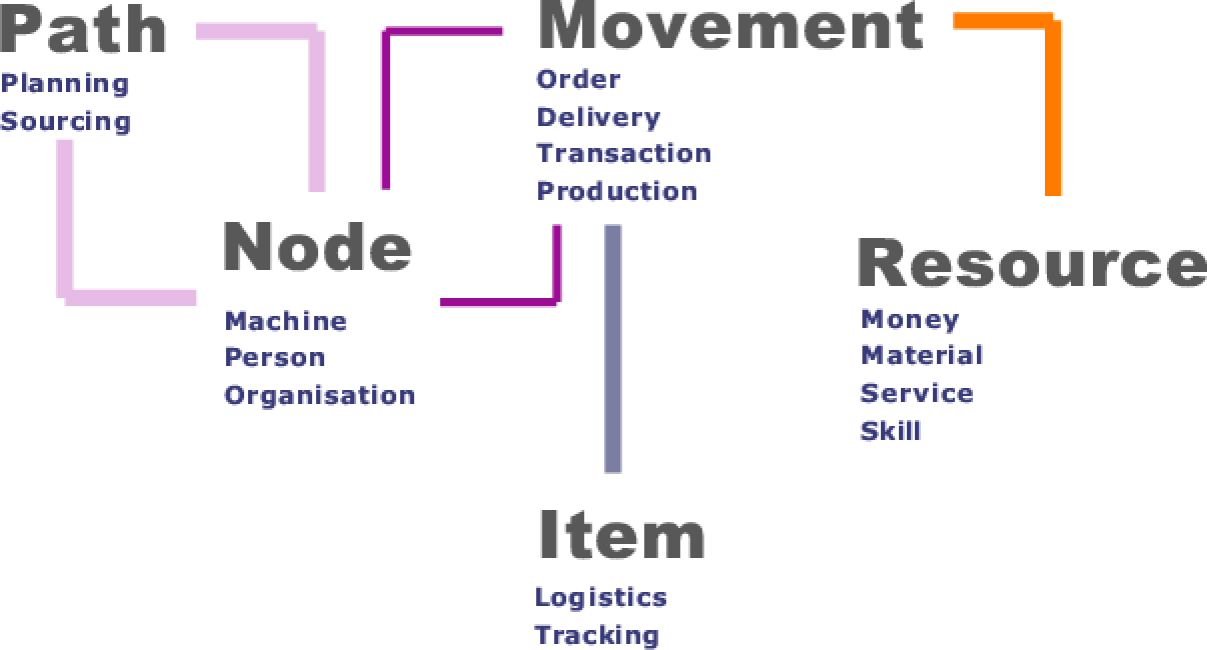 Path
Planning
Sourcing
Movement
Order
Delivery
Transaction
Production
Node
Machine
Person
Organisation
Resource
Money
Material
Service
Skill
Item
Logistics
Tracking